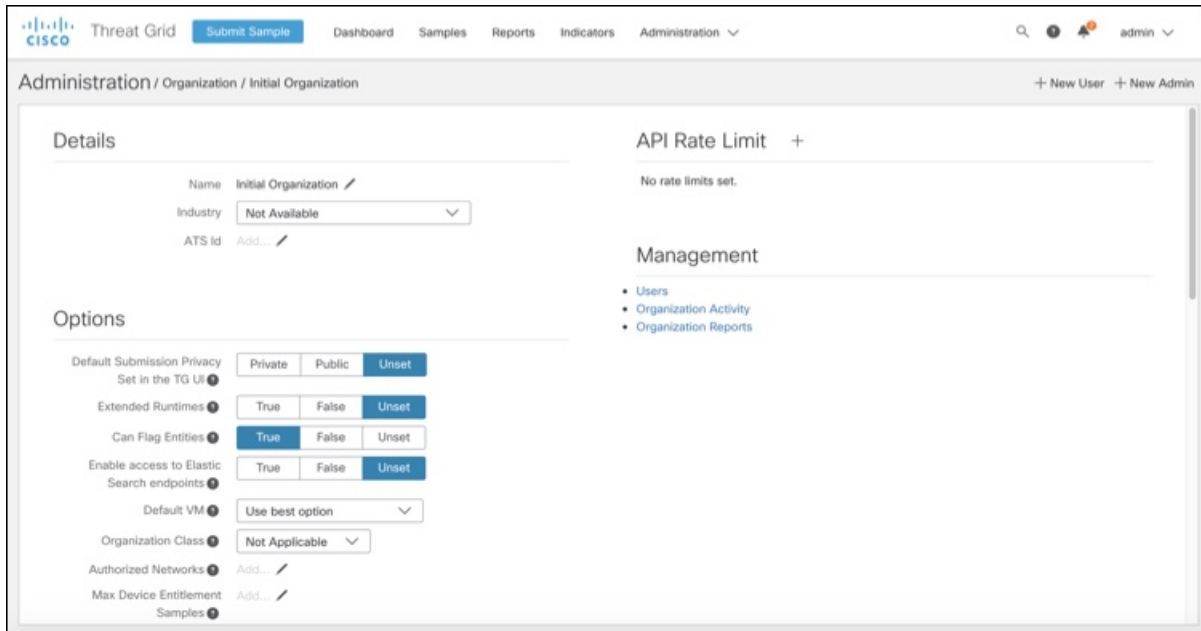 CISCO
Threat Grid
Submit Sample
Dashboard
Samples
Reports
Indicators
Administration
admin
Administration / Organization / Initial Organization
+ New User + New Admin
Details
Name Initial Organization
Industry Not Available
ATS Id Add...
Options
Default Submission Privacy
Set in the TG UI
Private Public Unset
Extended Runtimes True False Unset
Can Flag Entities True False Unset
Enable access to Elastic
Search endpoints
True False Unset
Default VM Use best option
Organization Class Not Applicable
Authorized Networks Add...
Max Device Entitlement
Samples
Add...
API Rate Limit +
No rate limits set.
Management
• Users
• Organization Activity
• Organization Reports